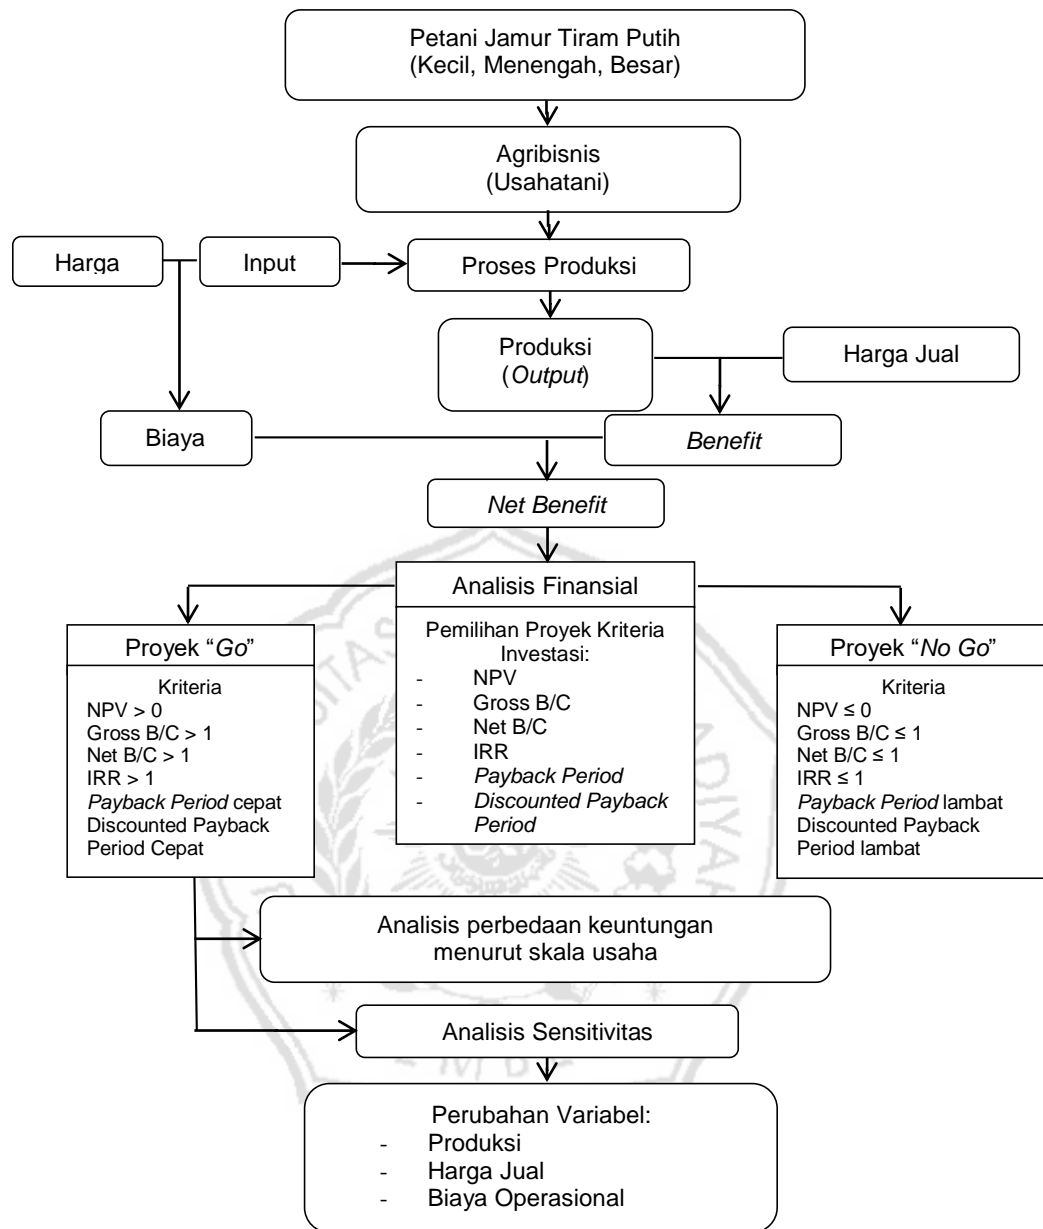 Petani Jamur Tiram Putih
(Kecil, Menengah, Besar)
Agribisnis
(Usahatani)
Harga
Input
Proses Produksi
Produksi
(Output)
Harga Jual
Biaya
Benefit
Net Benefit
Analisis Finansial
Pemilihan Proyek Kriteria
Investasi:
- NPV
- Gross B/C
- Net B/C
- IRR
- Payback Period
- Discounted Payback
Period
Proyek “Go”
Kriteria
NPV > 0
Gross B/C > 1
Net B/C > 1
IRR > 1
Payback Period cepat
Discounted Payback
Period Cepat
Proyek “No Go”
Kriteria
NPV ≤ 0
Gross B/C ≤ 1
Net B/C ≤ 1
IRR ≤ 1
Payback Period lambat
Discounted Payback
Period lambat
Analisis perbedaan keuntungan
menurut skala usaha
Analisis Sensitivitas
Perubahan Variabel:
- Produksi
- Harga Jual
- Biaya Operasional